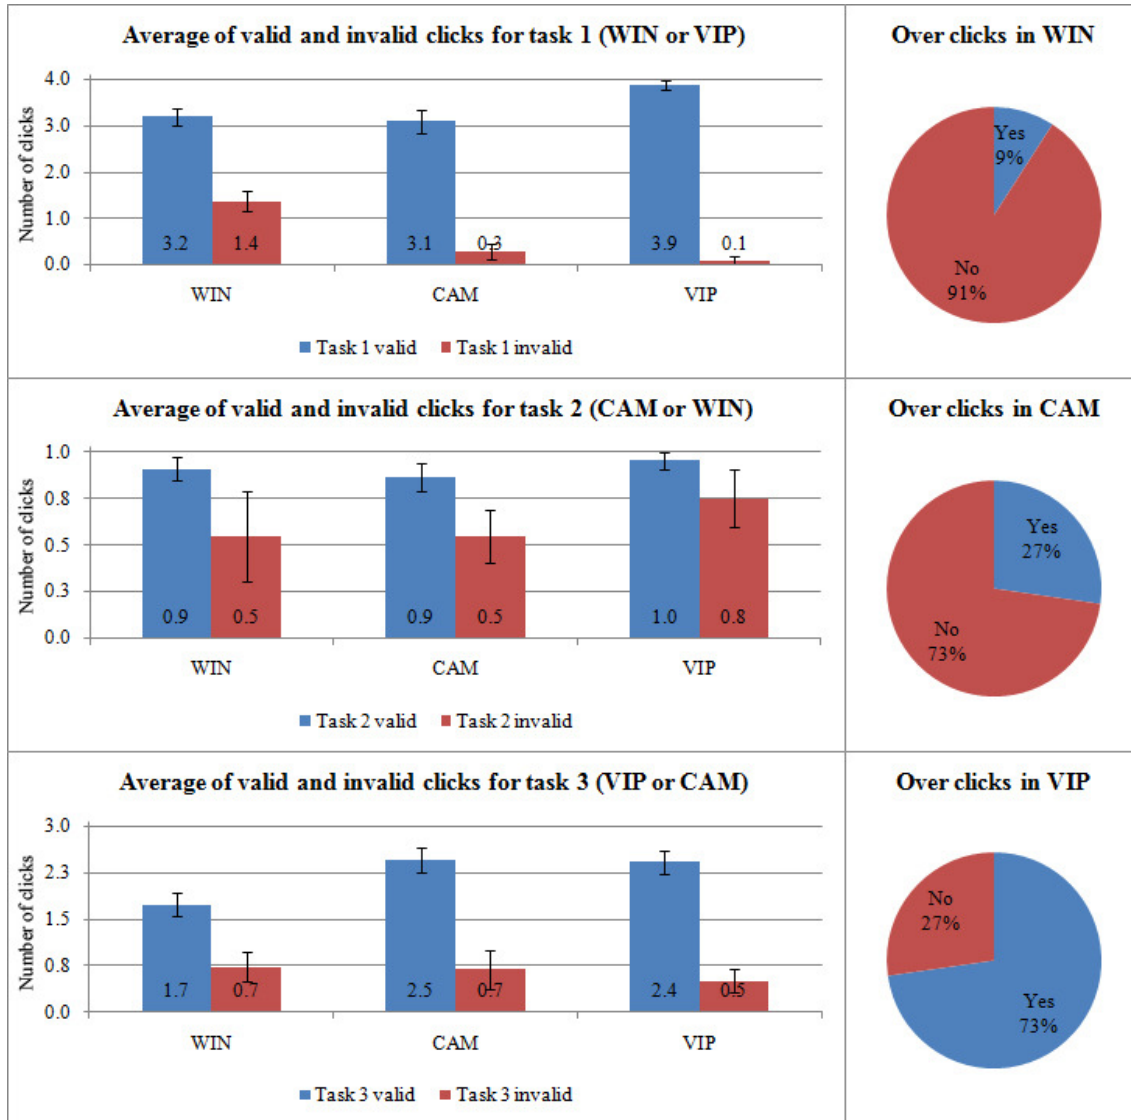 Average of valid and invalid clicks for task 1 (WIN or VIP)
Number of clicks
4.0
3.0
2.0
1.0
0.0
3.2
1.4
3.1
0.3
3.9
0.1
WIN
CAM
VIP
Task 1 valid
Task 1 invalid
Over clicks in WIN
Yes
9%
No
91%
Average of valid and invalid clicks for task 2 (CAM or WIN)
Number of clicks
1.0
0.8
0.5
0.3
0.0
0.9
0.5
0.9
0.5
1.0
0.8
WIN
CAM
VIP
Task 2 valid
Task 2 invalid
Over clicks in CAM
Yes
27%
No
73%
Average of valid and invalid clicks for task 3 (VIP or CAM)
Number of clicks
3.0
2.3
1.5
0.8
0.0
1.7
0.7
2.5
0.7
2.4
0.5
WIN
CAM
VIP
Task 3 valid
Task 3 invalid
Over clicks in VIP
No
27%
Yes
73%